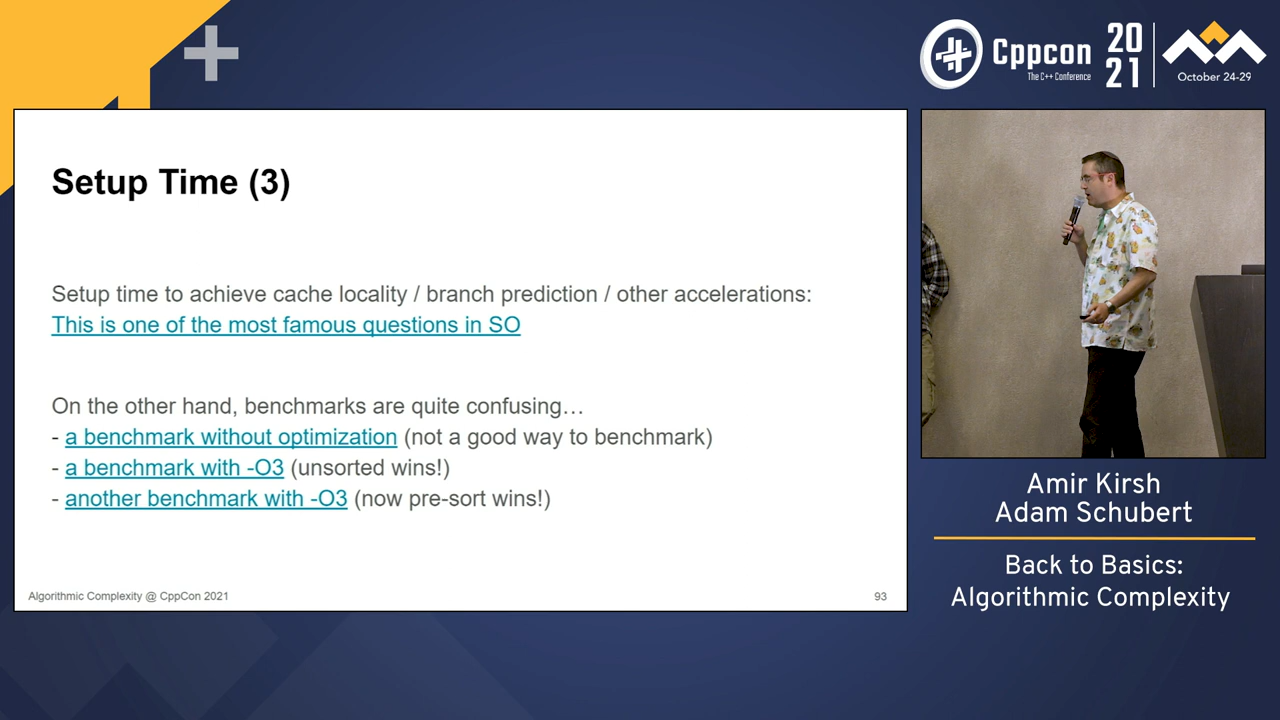 Cppcon
The C++ Conference
20
21
October 24-29
Setup Time (3)
Setup time to achieve cache locality / branch prediction / other accelerations:
This is one of the most famous questions in SO
On the other hand, benchmarks are quite confusing…
- a benchmark without optimization (not a good way to benchmark)
- a benchmark with -O3 (unsorted wins!)
- another benchmark with -O3 (now pre-sort wins!)
Algorithmic Complexity @ CppCon 2021
93
Amir Kirsh
Adam Schubert
Back to Basics:
Algorithmic Complexity